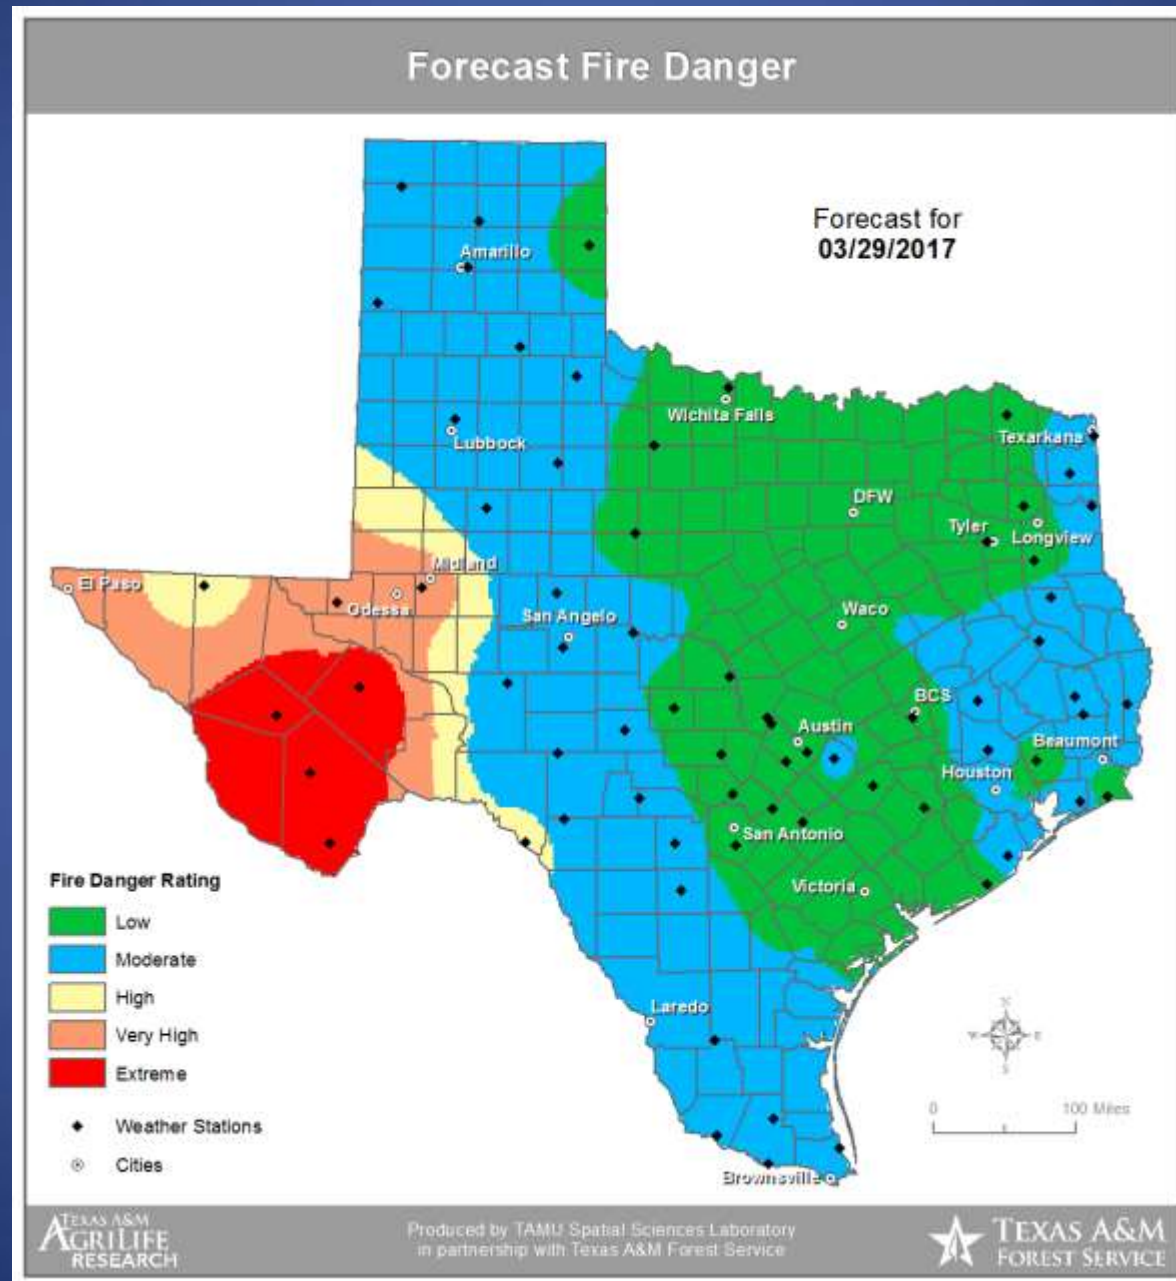 Forecast Fire Danger
Forecast for
03/29/2017
Amarillo
Wichita Falls
Lubbock
Texarkana
DFW
Tyler
Longview
El Paso
Midland
Odessa
San Angelo
Waco
BCS
Austin
Beaumont
Houston
San Antonio
Victoria
Laredo
Brownsville
Fire Danger Rating
Low
Moderate
High
Very High
Extreme
Weather Stations
Cities
N
W E
S
0 100 Miles
TEXAS A&M
AGRILIFE
RESEARCH
Produced by TAMU Spatial Sciences Laboratory
in partnership with Texas A&M Forest Service
TEXAS A&M
FOREST SERVICE